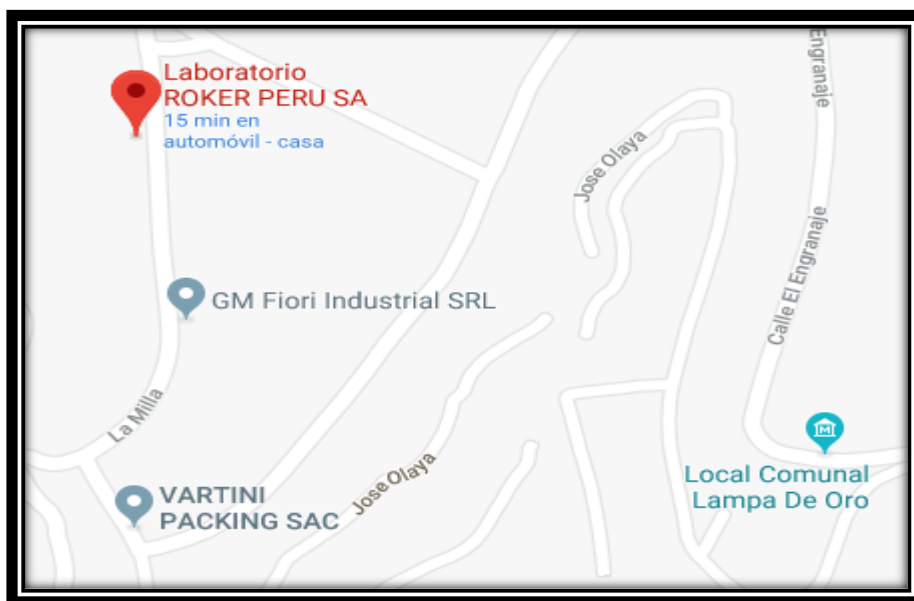 Engranaje
Laboratorio
ROKER PERU SA
15 min en
automóvil - casa
Jose Olaya
Calle El Engranaje
GM Fiori Industrial SRL
La Milla
Jose Olaya
Local Comunal
Lampa De Oro
VARTINI
PACKING SAC
M